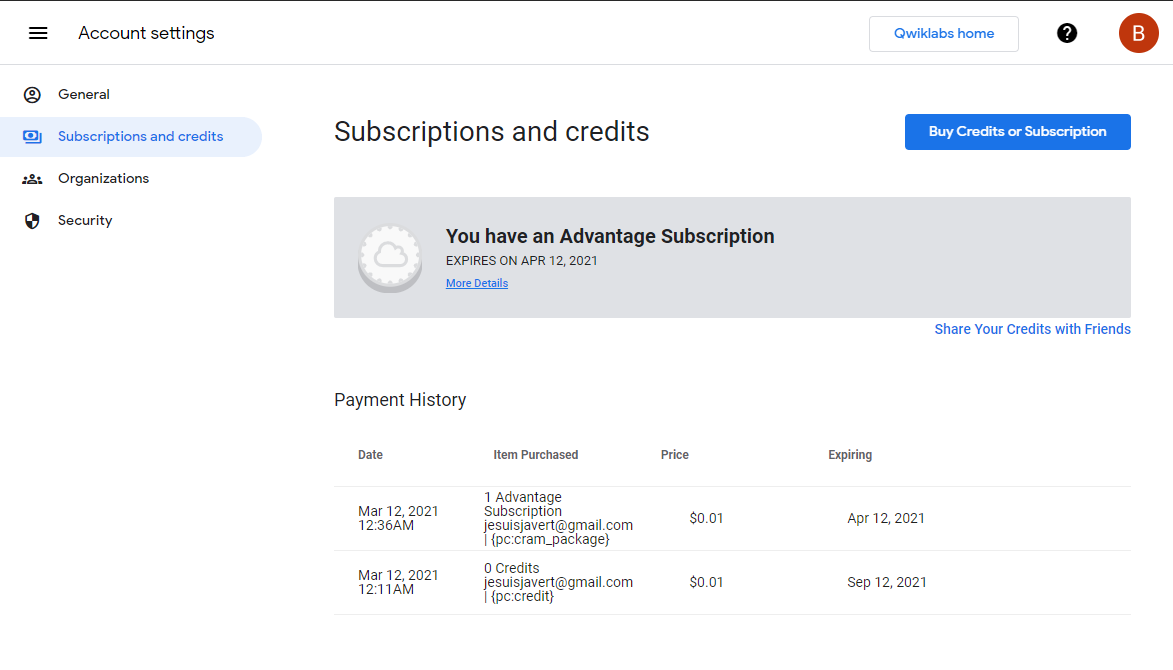 Account settings
Qwiklabs home
?
B
General
Subscriptions and credits
Organizations
Security
Subscriptions and credits
Buy Credits or Subscription
You have an Advantage Subscription
EXPIRES ON APR 12, 2021
More Details
Share Your Credits with Friends
Payment History
Date Item Purchased Price Expiring
Mar 12, 2021
12:36AM
1 Advantage
Subscription
jesuisjavert@gmail.com
| {pc:cram_package}
$0.01
Apr 12, 2021
Mar 12, 2021
12:11AM
0 Credits
jesuisjavert@gmail.com
| {pc:credit}
$0.01
Sep 12, 2021